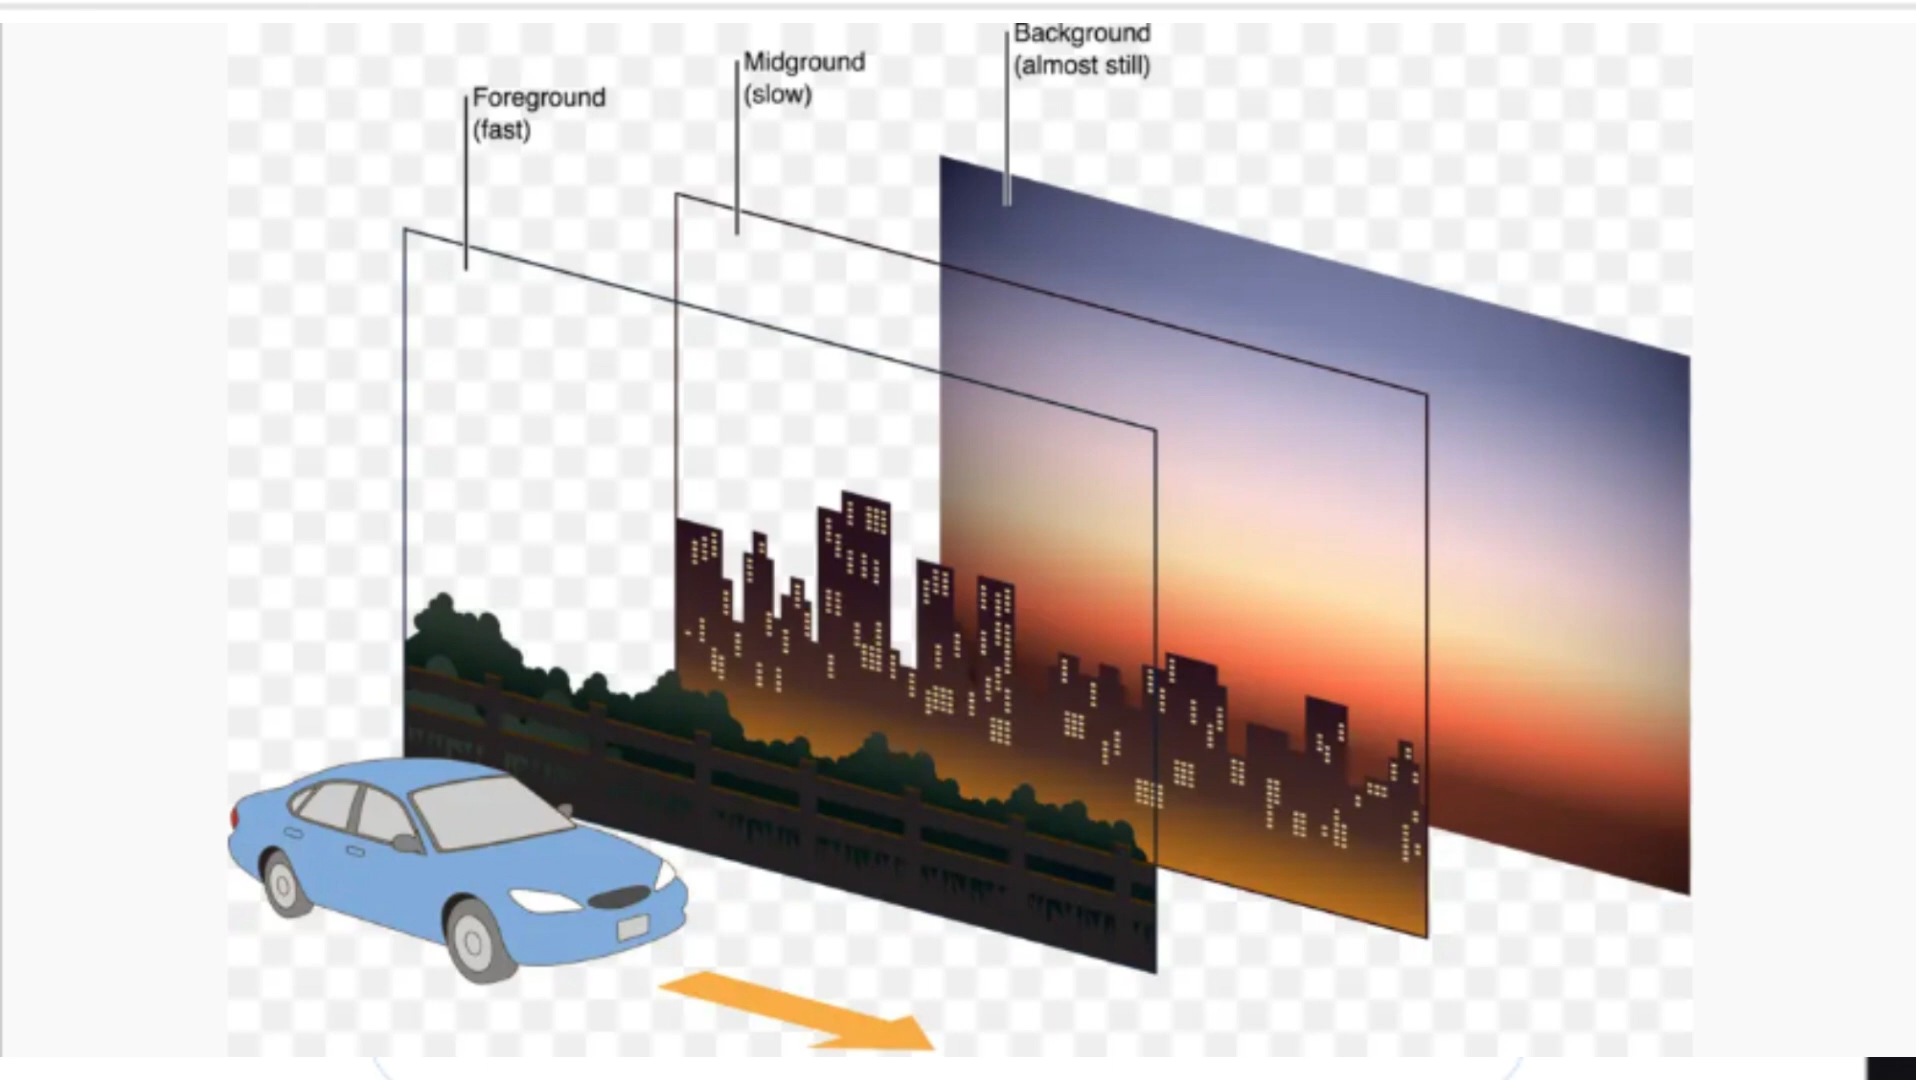 Foreground
(fast)
Midground
(slow)
Background
(almost still)